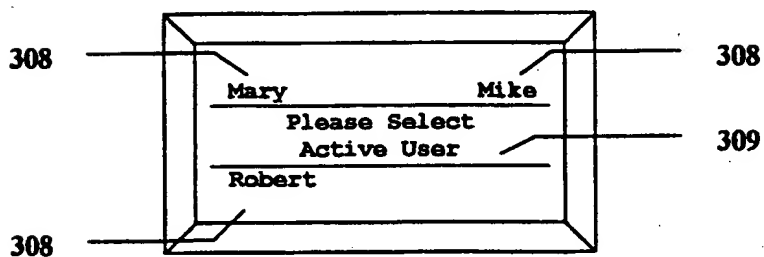 308 308
Mary Mike
Please Select
Active User
309
Robert
308